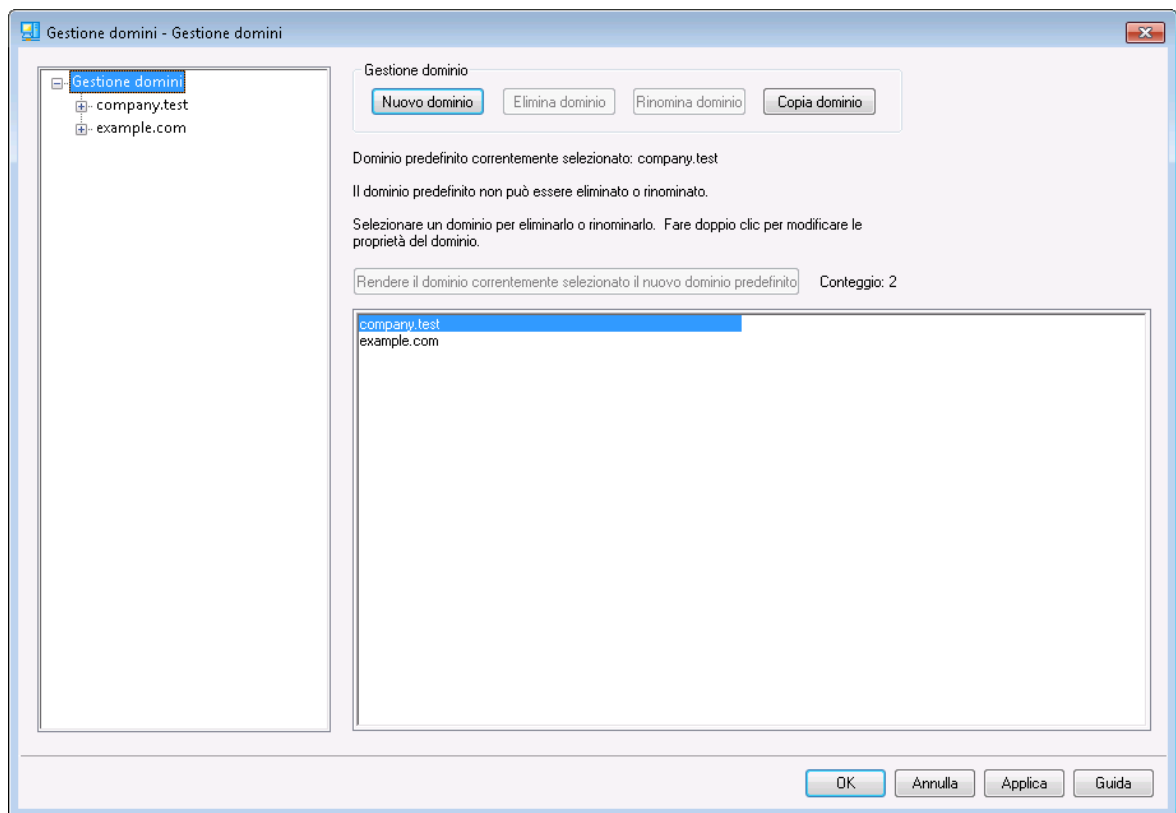 Gestione domini - Gestione domini
Gestione domini
company.test
example.com
Gestione dominio
Nuovo dominio
Elimina dominio
Rinomina dominio
Copia dominio
Dominio predefinito correntemente selezionato: company.test
Il dominio predefinito non può essere eliminato o rinominato.
Selezionare un dominio per eliminarlo o rinominarlo. Fare doppio clic per modificare le
proprietà del dominio.
Rendere il dominio correntemente selezionato il nuovo dominio predefinito
Conteggio: 2
company.test
example.com
OK
Annulla
Applica
Guida